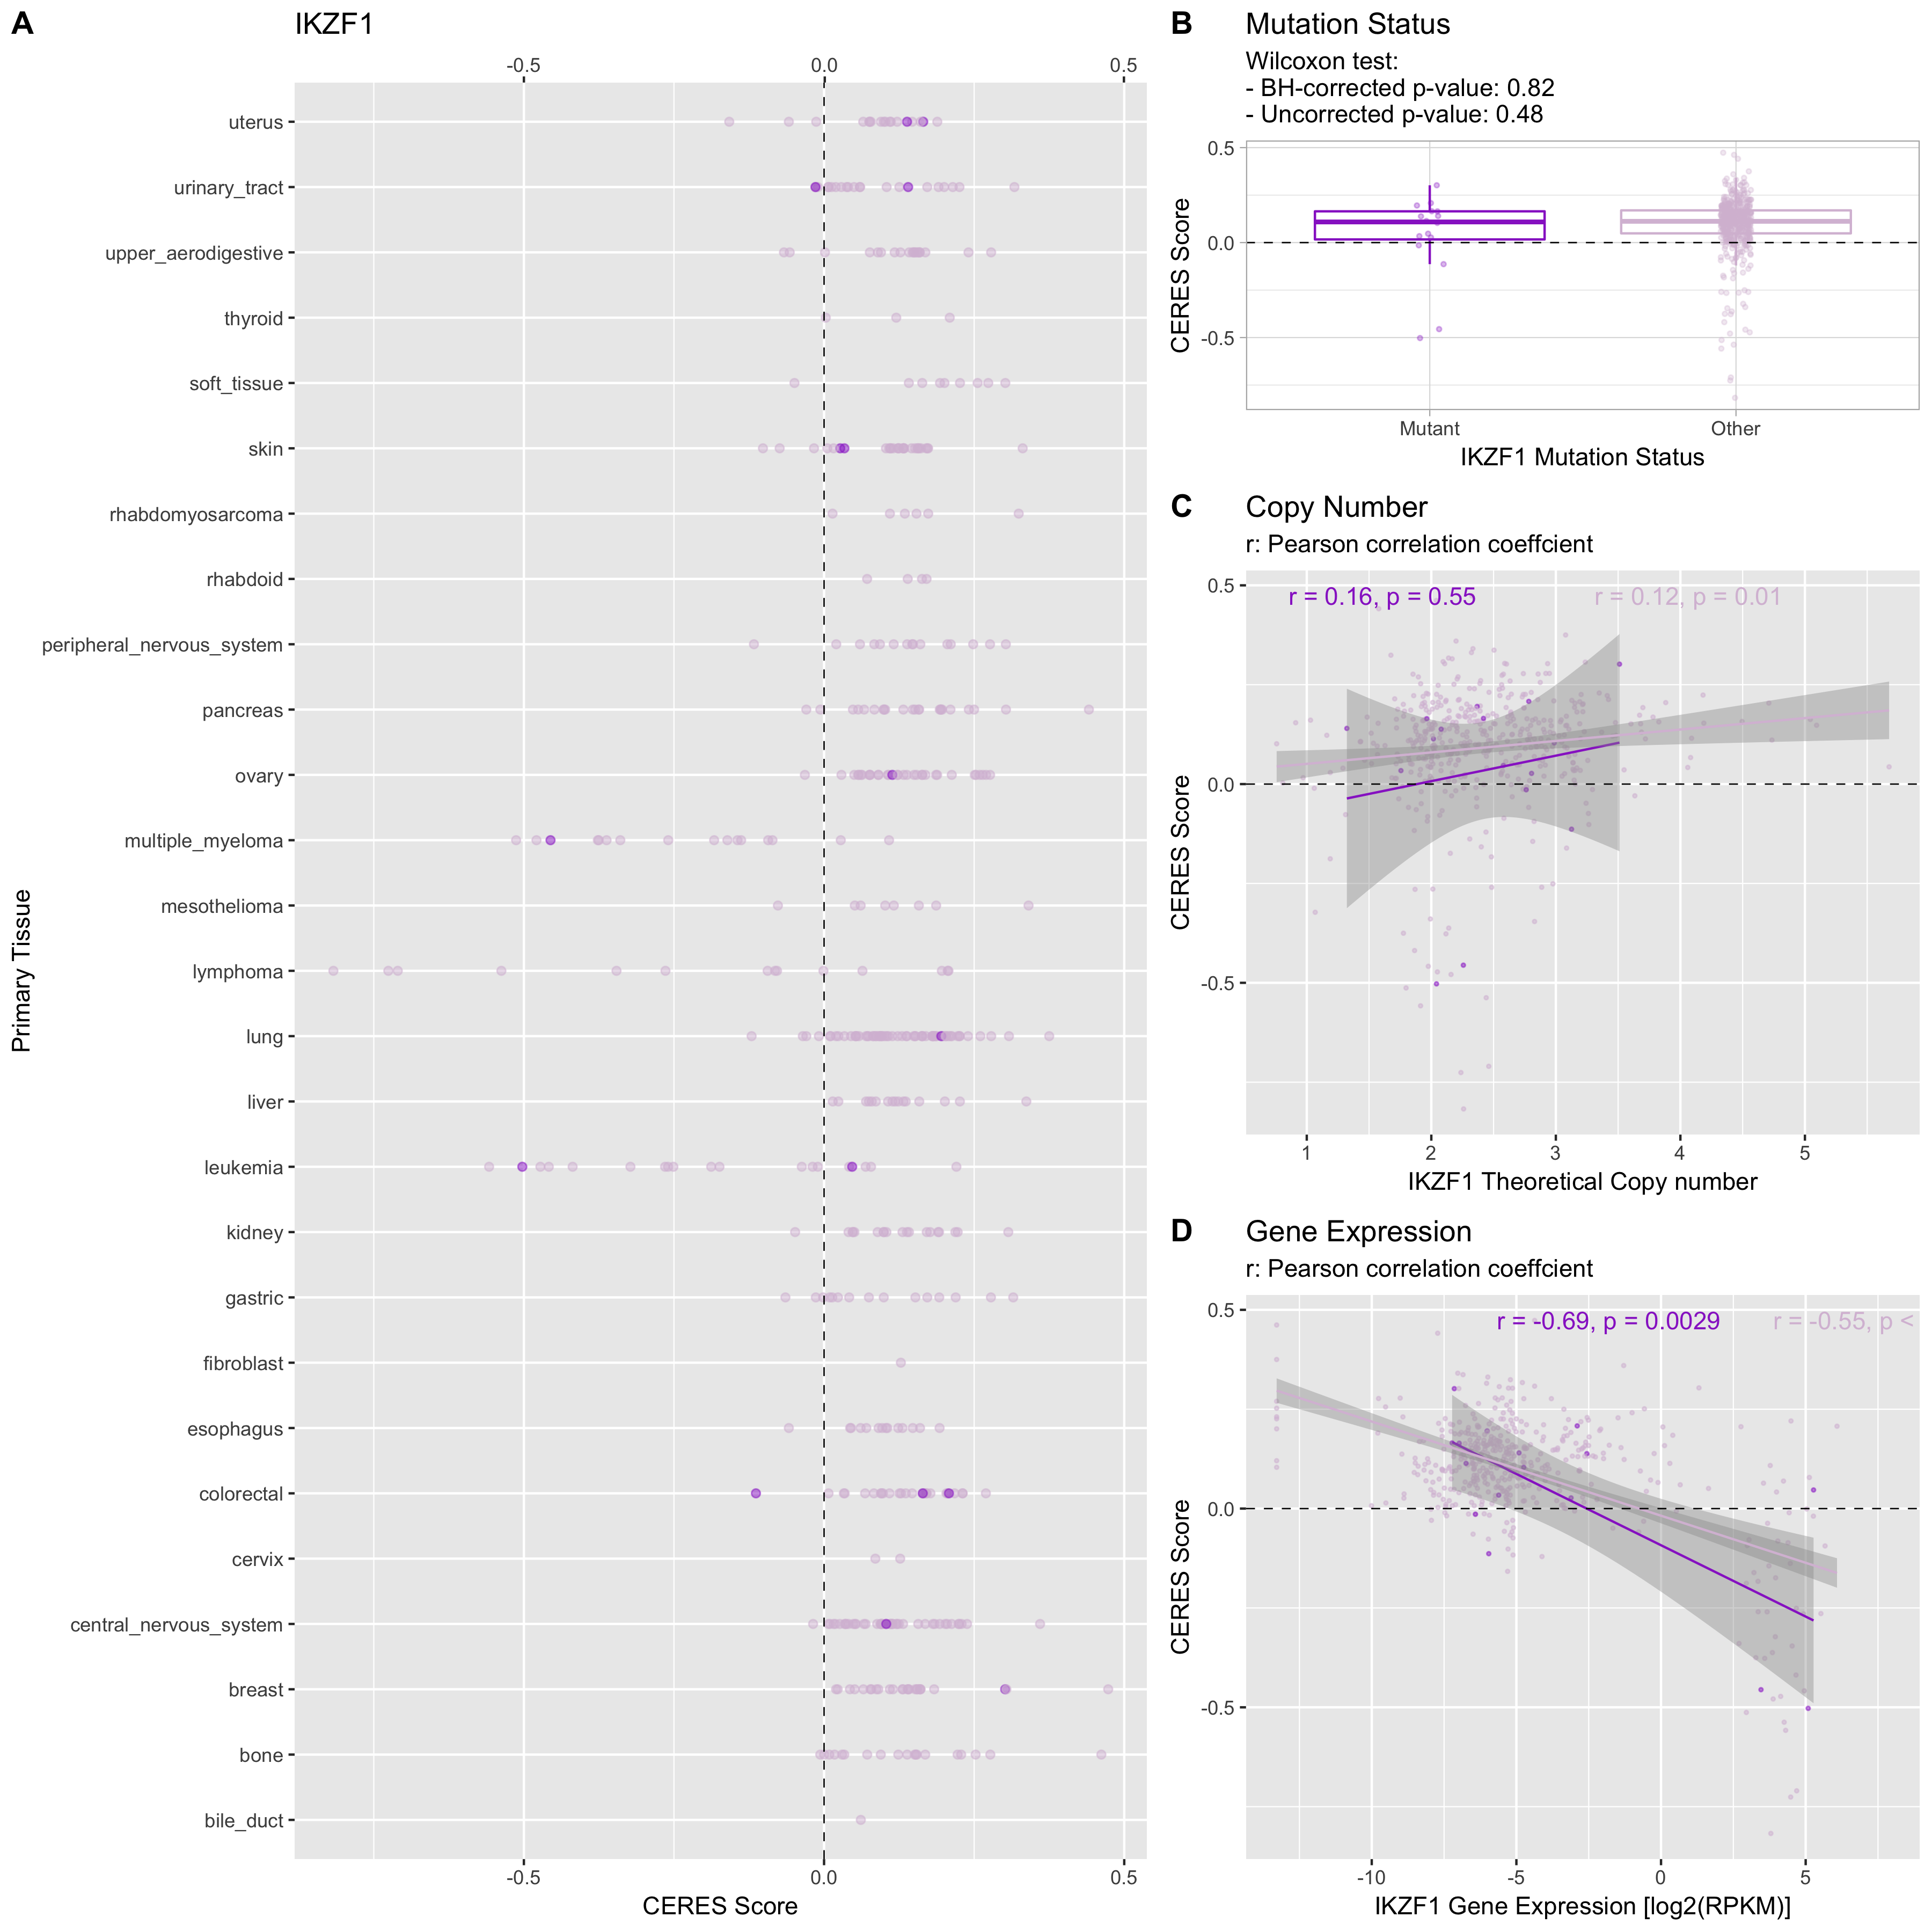 A
IKZF1
-0.5 0.0 0.5
uterus
urinary_tract
upper_aerodigestive
thyroid
soft_tissue
skin
rhabdomyosarcoma
rhabdoid
peripheral_nervous_system
pancreas
ovary
multiple_myeloma
mesothelioma
lymphoma
lung
liver
leukemia
kidney
gastric
fibroblast
esophagus
colorectal
cervix
central_nervous_system
breast
bone
bile_duct
Primary Tissue
-0.5 0.0 0.5
CERES Score
B
Mutation Status
Wilcoxon test:
- BH-corrected p-value: 0.82
- Uncorrected p-value: 0.48
0.5
0.0
-0.5
CERES Score
Mutant Other
IKZF1 Mutation Status
C
Copy Number
r: Pearson correlation coeffcient
r = 0.16, p = 0.55 r = 0.12, p = 0.01
0.5
0.0
-0.5
CERES Score
1 2 3 4 5
IKZF1 Theoretical Copy number
D
Gene Expression
r: Pearson correlation coeffcient
r = -0.69, p = 0.0029 r = -0.55, p <
0.5
0.0
-0.5
CERES Score
-10 -5 0 5
IKZF1 Gene Expression [log2(RPKM)]